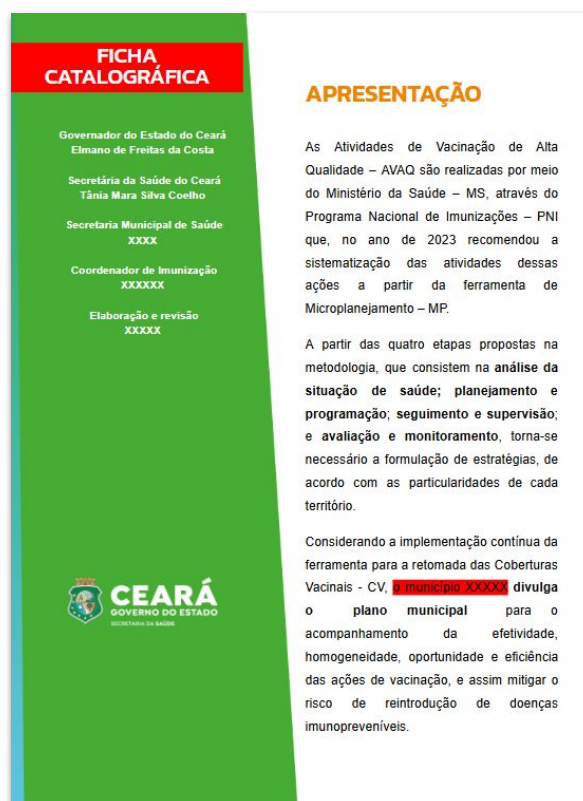 FICHA
CATALOGRÁFICA
Governador do Estado do Ceará
Elmano de Freitas da Costa
Secretária da Saúde do Ceará
Tânia Mara Silva Coelho
Secretaria Municipal de Saúde
XXXX
Coordenador de Imunização
XXXXXX
Elaboração e revisão
XXXXX
CEARÁ
GOVERNO DO ESTADO
SECRETARIA DA SAÚDE
APRESENTAÇÃO
As Atividades de Vacinação de Alta
Qualidade – AVAQ são realizadas por meio
do Ministério da Saúde – MS, através do
Programa Nacional de Imunizações – PNI
que, no ano de 2023 recomendou a
sistematização das atividades dessas
ações a partir da ferramenta de
Microplanejamento – MP.
A partir das quatro etapas propostas na
metodologia, que consistem na análise da
situação de saúde; planejamento e
programação; seguimento e supervisão;
e avaliação e monitoramento, torna-se
necessário a formulação de estratégias, de
acordo com as particularidades de cada
território.
Considerando a implementação contínua da
ferramenta para a retomada das Coberturas
Vacinais - CV, o município XXXXX divulga
o plano municipal para o
acompanhamento da efetividade,
homogeneidade, oportunidade e eficiência
das ações de vacinação, e assim mitigar o
risco de reintrodução de doenças
imunopreveníveis.